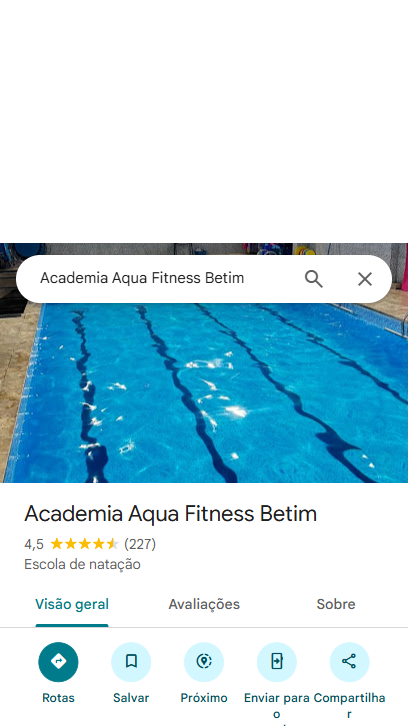 Academia Aqua Fitness Betim
Academia Aqua Fitness Betim
4,5 (227)
Escola de natação
Visão geral Avaliações Sobre
Rotas Salvar Próximo Enviar para o Compartilhar